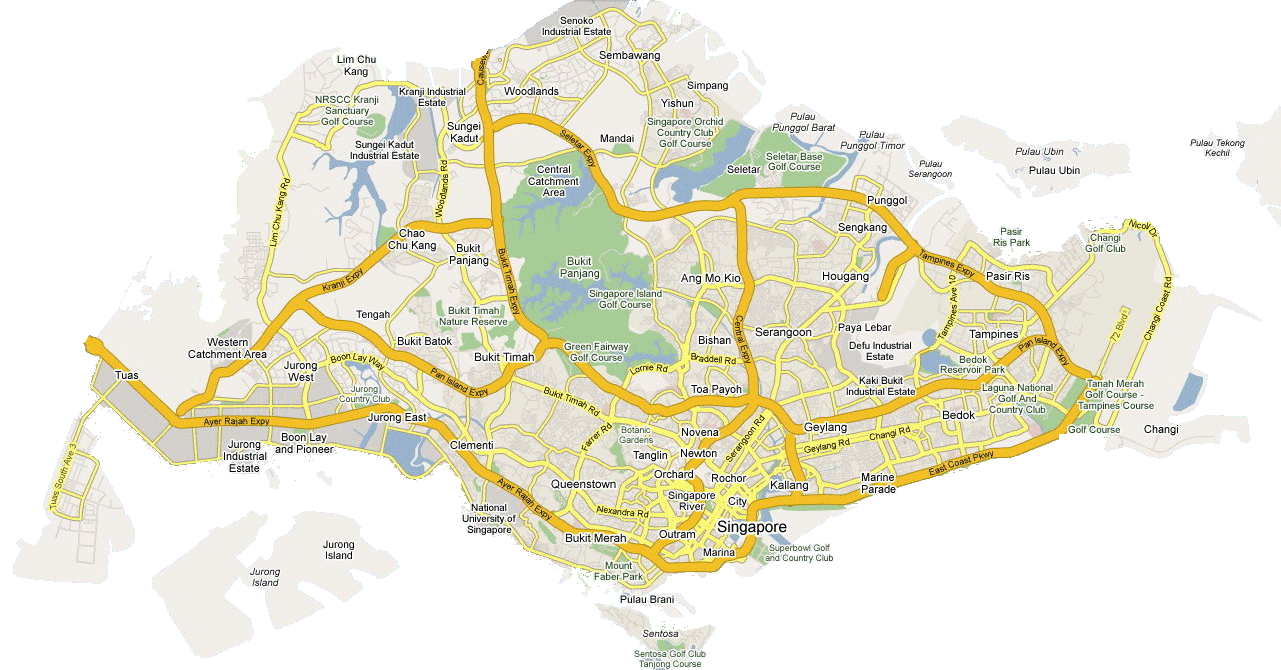 Senoko
Industrial Estate
Sembawang
Lim Chu
Kang
Causew
Kranji Industrial
Estate
Woodlands
Simpang
Yishun
NRSCC Kranji
Sanctuary
Golf Course
Sungei
Kadut
Sungei Kadut
Industrial Estate
Seletar Expy
Mandai
Singapore Orchid
Country Club
Golf Course
Pulau
Punggol Barat
Pulau
Punggol Timor
Pulau
Serangoon
Pulau Ubin
Pulau Ubin
Pulau Tekong
Kechil
Central
Catchment
Area
Seletar
Seletar Base
Golf Course
Woodlands Rd
Lim Chu Kang Rd
Punggol
Chao
Chu Kang
Sengkang
Pasir
Ris Park
Nicoll Dr
Changi
Golf Club
Bukit
Panjang
Bukit Timah Expy
Bukit
Panjang
Kranji Expy
Ang Mo Kio
Hougang
Tampines Expy
Pasir Ris
Singapore Island
Golf Course
Changi Coast Rd
Tengah
Bukit Timah
Nature Reserve
Central Expy
Serangoon
Paya Lebar
Tampines Ave 10
Tampines
72 Blvd
Western
Catchment Area
Bukit Batok
Bukit Timah
Green Fairway
Golf Course
Bishan
Braddell Rd
Defu Industrial
Estate
Pan Island Expy
Bedok
Reservoir Park
Boon Lay Way
Jurong
West
Pan Island Expy
Lornie Rd
Tuas
Jurong
Country Club
Toa Payoh
Kaki Bukit
Industrial Estate
Laguna National
Golf And
Country Club
Tanah Merah
Golf Course -
Tampines Course
Golf Course
Bukit Timah Rd
Ayer Rajah Expy
Jurong East
Bedok
Changi
Jurong
Industrial
Estate
Boon Lay
and Pioneer
Clementi
Farrer Rd
Botanic
Gardens
Novena
Serangoon Rd
Geylang
Geylang Rd
Changi Rd
Tanglin
Newton
East Coast Pkwy
Tuas South Ave 3
Orchard
Rochor
Kallang
Marine
Parade
Queenstown
Ayer Rajah Expy
Singapore
River
City
National
University of
Singapore
Alexandra Rd
Singapore
Bukit Merah
Outram
Marina
Superbowl Golf
and Country Club
Jurong
Island
Jurong
Island
Mount
Faber Park
Pulau Brani
Sentosa
Sentosa Golf Club
Tanjong Course